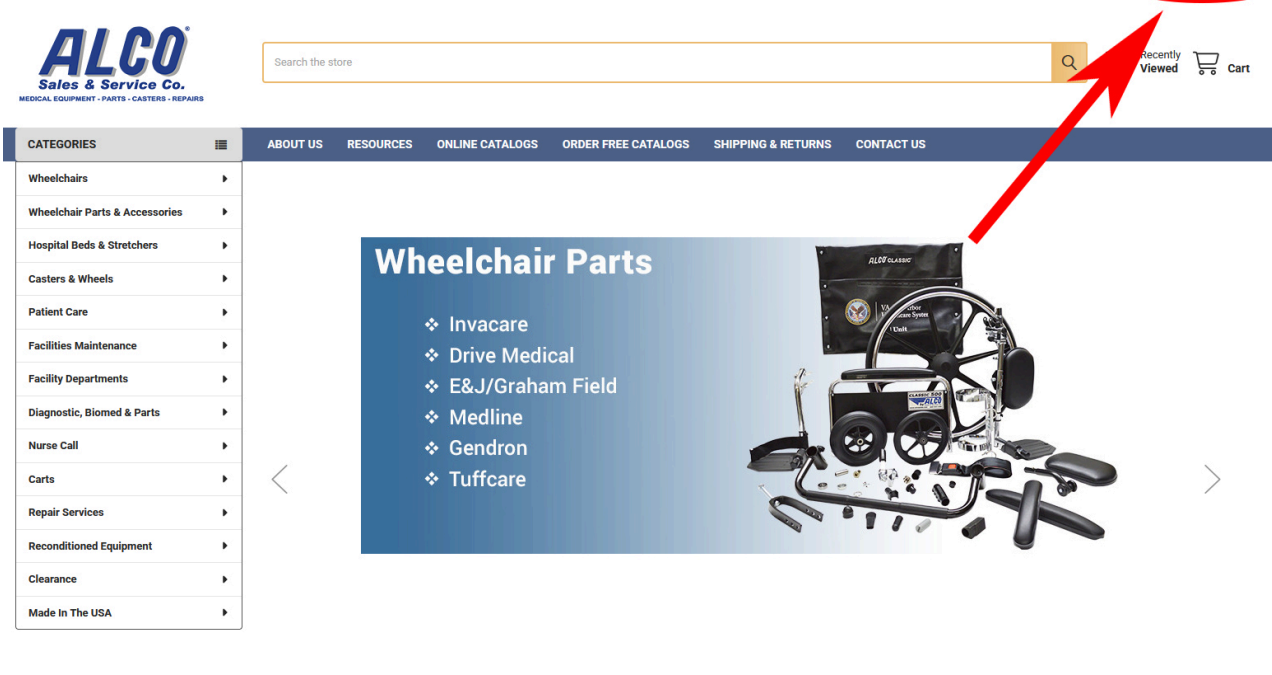 ALCO®
Sales & Service Co.
MEDICAL EQUIPMENT - PARTS - CASTERS - REPAIRS
Search the store
Recently
Viewed
Cart
CATEGORIES
ABOUT US RESOURCES ONLINE CATALOGS ORDER FREE CATALOGS SHIPPING & RETURNS CONTACT US
Wheelchairs
Wheelchair Parts & Accessories
Hospital Beds & Stretchers
Casters & Wheels
Patient Care
Facilities Maintenance
Facility Departments
Diagnostic, Biomed & Parts
Nurse Call
Carts
Repair Services
Reconditioned Equipment
Clearance
Made In The USA
Wheelchair Parts
Invacare
Drive Medical
E&J/Graham Field
Medline
Gendron
Tuffcare
ALCO CLASSIC
CLASSIC 500
ALCO